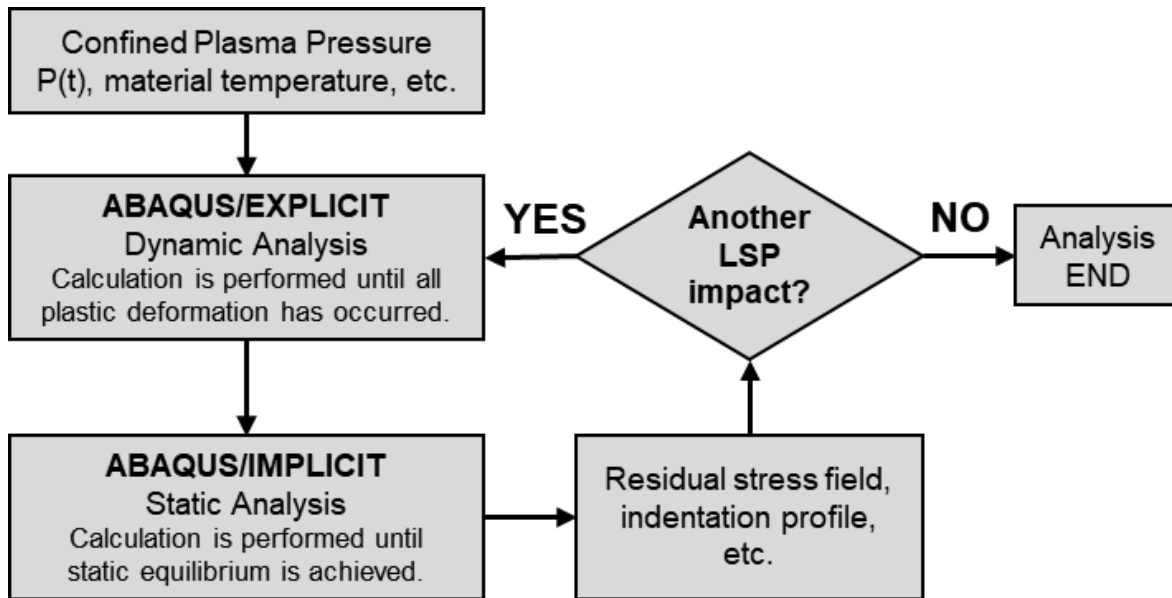 Confined Plasma Pressure
P(t), material temperature, etc.
ABAQUS/EXPLICIT
Dynamic Analysis
Calculation is performed until all
plastic deformation has occurred.
ABAQUS/IMPLICIT
Static Analysis
Calculation is performed until
static equilibrium is achieved.
Residual stress field,
indentation profile,
etc.
Another
LSP
impact?
YES
NO
Analysis
END